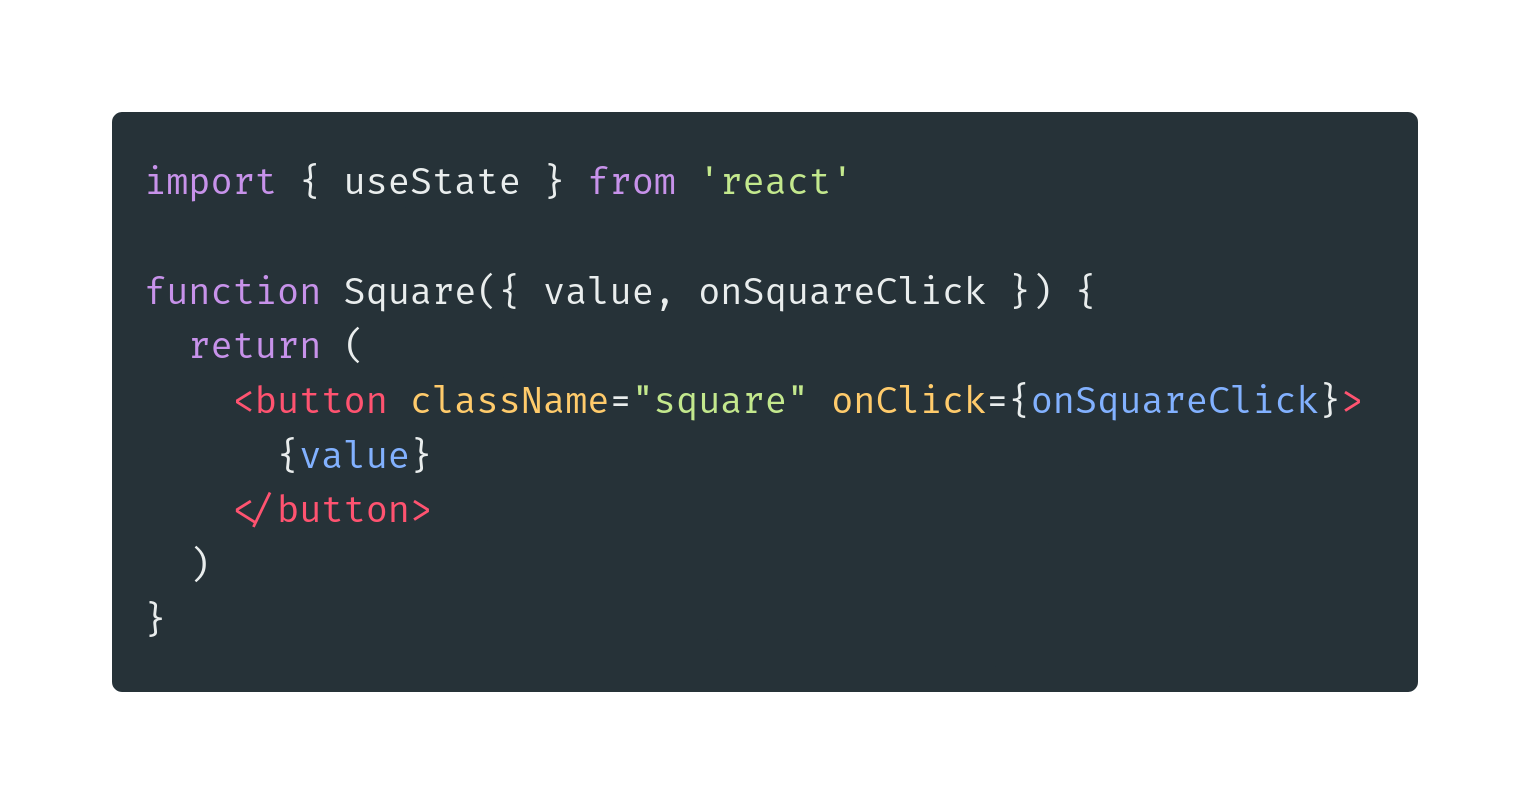 import { useState } from 'react'
function Square({ value, onSquareClick }) {
return (
<button className="square" onClick={onSquareClick}>
{value}
</button>
)
}